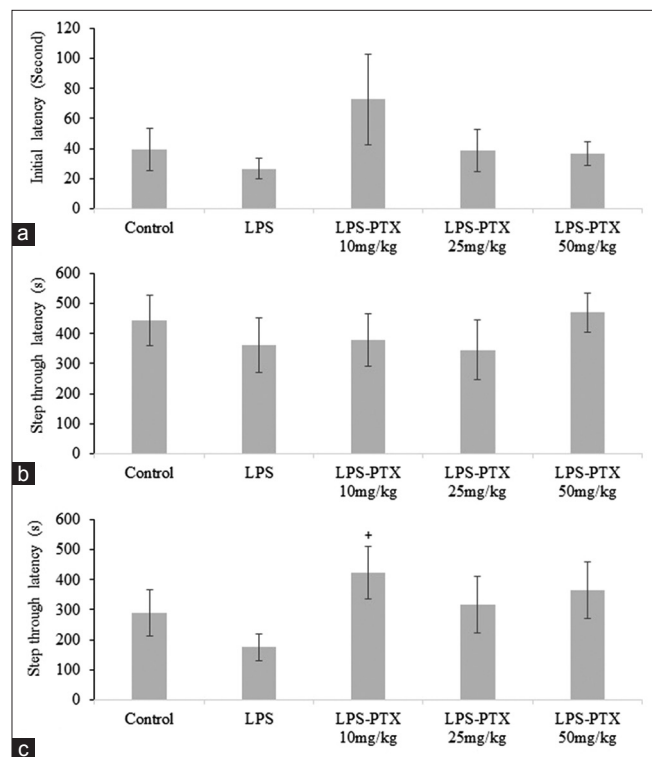 Initial latency (Second)
120
100
80
60
40
20
0
Control
LPS
LPS-PTX 10mg/kg
LPS-PTX 25mg/kg
LPS-PTX 50mg/kg
a
Step through latency (s)
600
500
400
300
200
100
0
Control
LPS
LPS-PTX 10mg/kg
LPS-PTX 25mg/kg
LPS-PTX 50mg/kg
b
Step through latency (s)
600
500
400
300
200
100
0
+
Control
LPS
LPS-PTX 10mg/kg
LPS-PTX 25mg/kg
LPS-PTX 50mg/kg
c